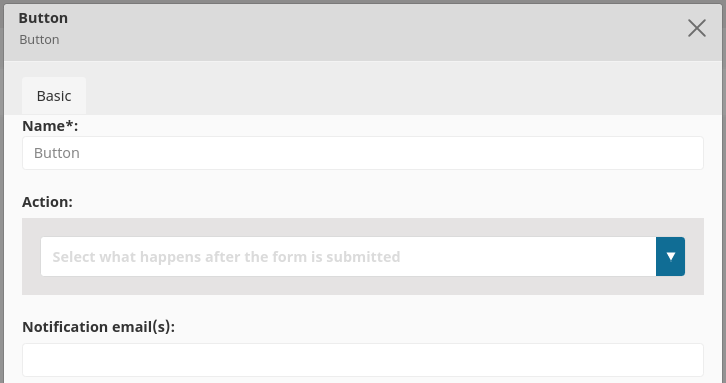 Button
Button
Basic
Name*:
Button
Action:
Select what happens after the form is submitted
Notification email(s):